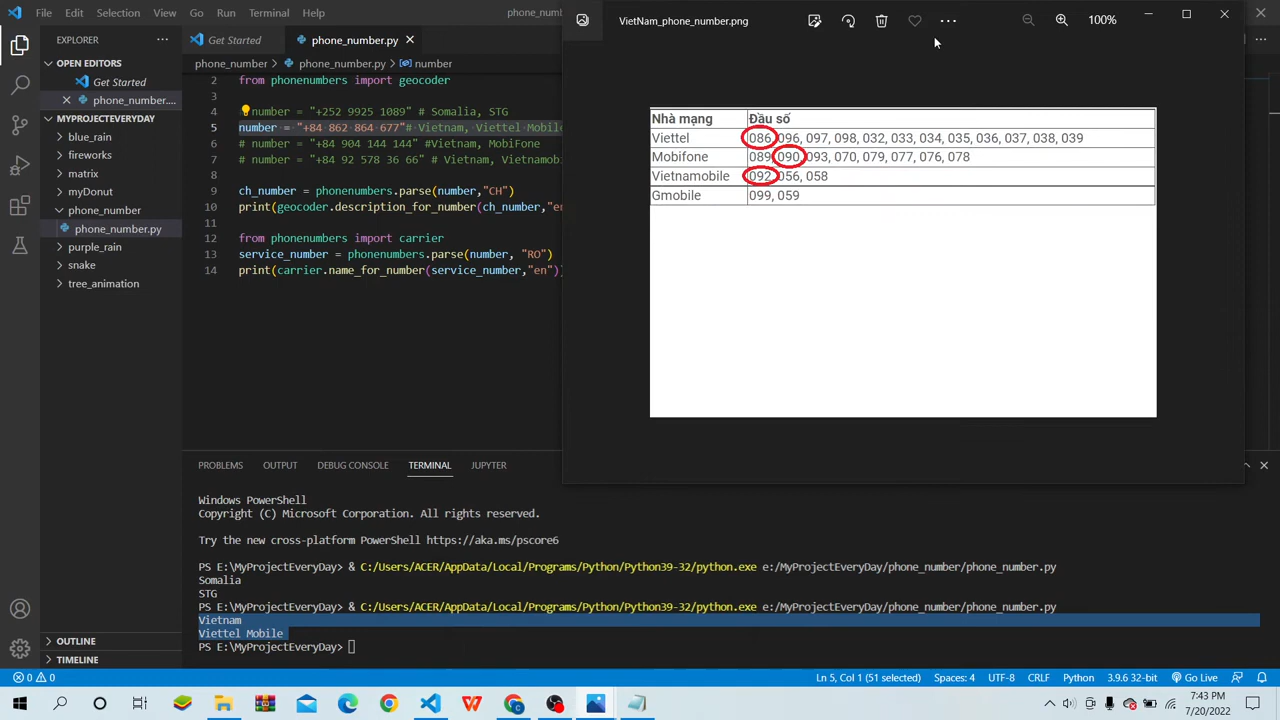 File Edit Selection View Go Run Terminal Help
EXPLORER
OPEN EDITORS
Get Started
phone_number....
MYPROJECTEVERYDAY
blue_rain
fireworks
matrix
myDonut
phone_number
phone_number.py
purple_rain
snake
tree_animation
OUTLINE
TIMELINE
Get Started
phone_number.py
phone_number > phone_number.py > number
2 from phonenumbers import geocoder
3
4 number = "+252 9925 1089" # Somalia, STG
5 number = "+84 862 864 677"# Vietnam, Viettel Mobile
6 # number = "+84 904 144 144" #Vietnam, MobiFone
7 # number = "+84 92 578 36 66" # Vietnam, Vietnamobi
8
9 ch_number = phonenumbers.parse(number,"CH")
10 print(geocoder.description_for_number(ch_number,"en
11
12 from phonenumbers import carrier
13 service_number = phonenumbers.parse(number, "RO")
14 print(carrier.name_for_number(service_number,"en"))
VietNam_phone_number.png
100%
Nhà mạng Đầu số
Viettel 086, 096, 097, 098, 032, 033, 034, 035, 036, 037, 038, 039
Mobifone 089, 090, 093, 070, 079, 077, 076, 078
Vietnamobile 092, 056, 058
Gmobile 099, 059
PROBLEMS OUTPUT DEBUG CONSOLE TERMINAL JUPYTER
Windows PowerShell
Copyright (C) Microsoft Corporation. All rights reserved.
Try the new cross-platform PowerShell https://aka.ms/pscore6
PS E:\MyProjectEveryDay> & C:/Users/ACER/AppData/Local/Programs/Python/Python39-32/python.exe e:/MyProjectEveryDay/phone_number/phone_number.py
Somalia
STG
PS E:\MyProjectEveryDay> & C:/Users/ACER/AppData/Local/Programs/Python/Python39-32/python.exe e:/MyProjectEveryDay/phone_number/phone_number.py
Vietnam
Viettel Mobile
PS E:\MyProjectEveryDay>
0 0
Ln 5, Col 1 (51 selected) Spaces: 4 UTF-8 CRLF Python 3.9.6 32-bit Go Live
7:43 PM
7/20/2022